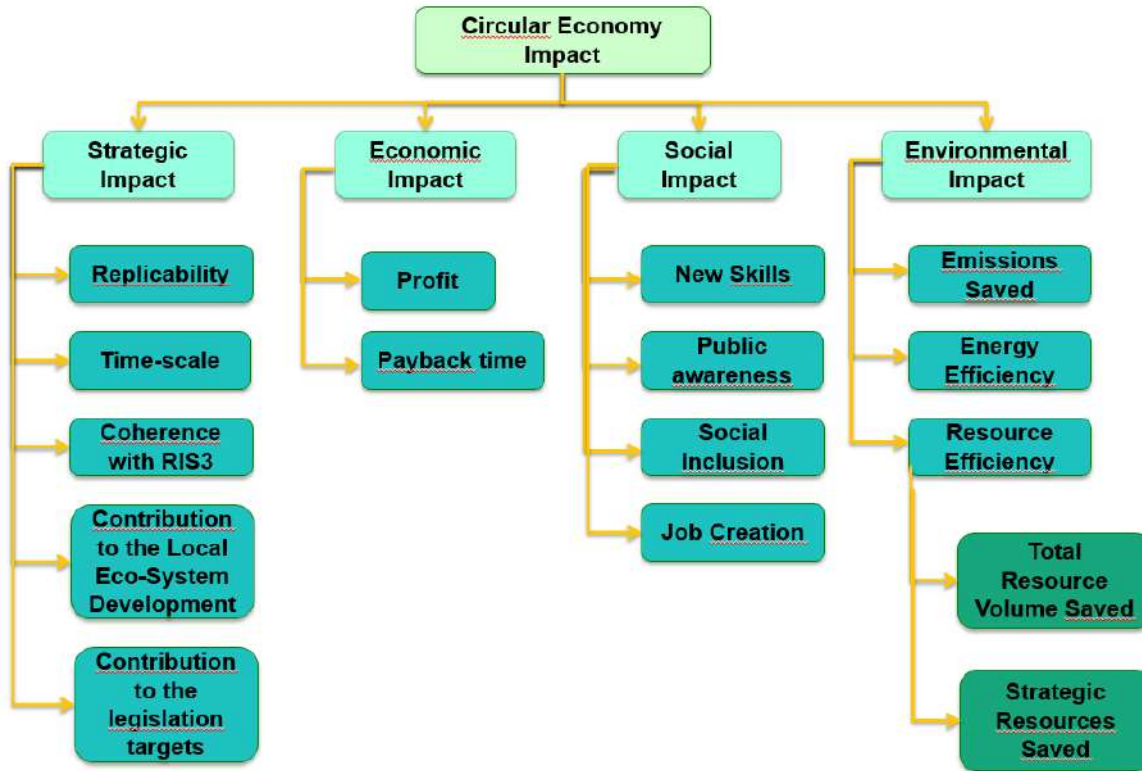 Circular Economy
Impact
Strategic
Impact
Economic
Impact
Social
Impact
Environmental
Impact
Replicability
Time-scale
Coherence
with RIS3
Contribution
to the Local
Eco-System
Development
Contribution
to the
legislation
targets
Profit
Payback time
New Skills
Public
awareness
Social
Inclusion
Job Creation
Emissions
Saved
Energy
Efficiency
Resource
Efficiency
Total
Resource
Volume Saved
Strategic
Resources
Saved